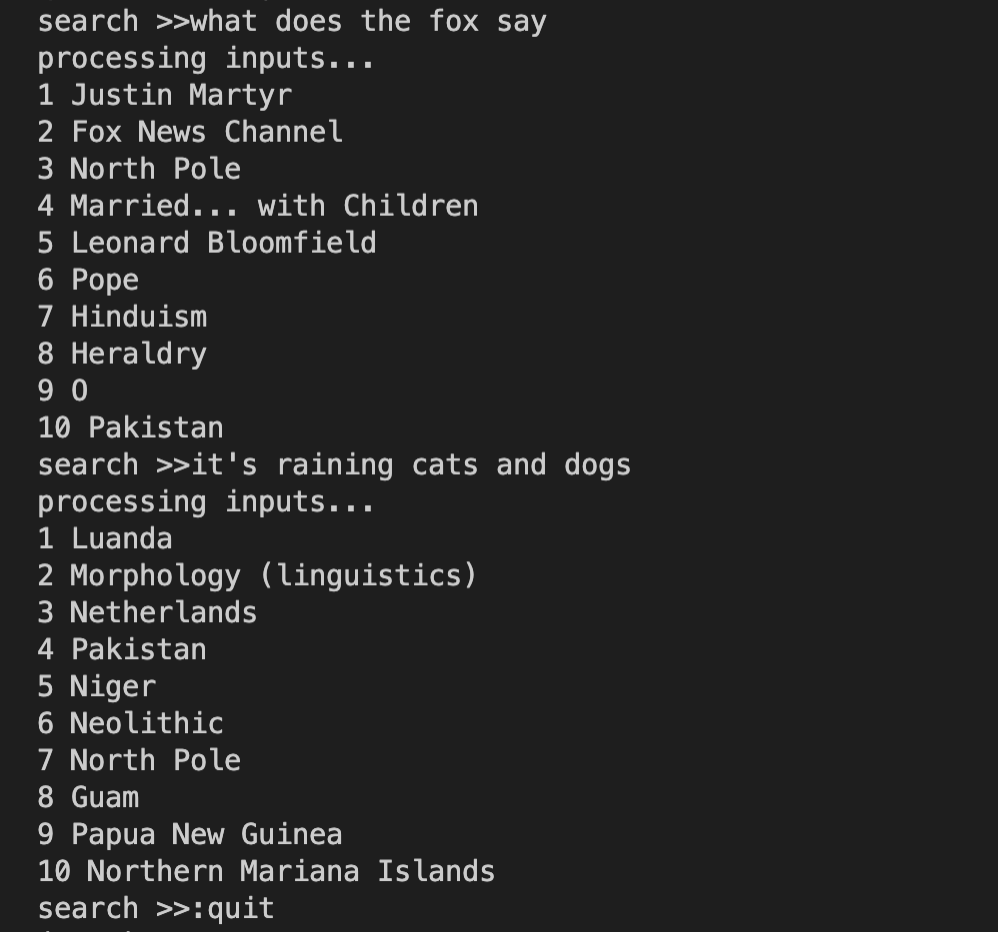 search >>what does the fox say
processing inputs...
1 Justin Martyr
2 Fox News Channel
3 North Pole
4 Married... with Children
5 Leonard Bloomfield
6 Pope
7 Hinduism
8 Heraldry
9 O
10 Pakistan
search >>it's raining cats and dogs
processing inputs...
1 Luanda
2 Morphology (linguistics)
3 Netherlands
4 Pakistan
5 Niger
6 Neolithic
7 North Pole
8 Guam
9 Papua New Guinea
10 Northern Mariana Islands
search >>:quit